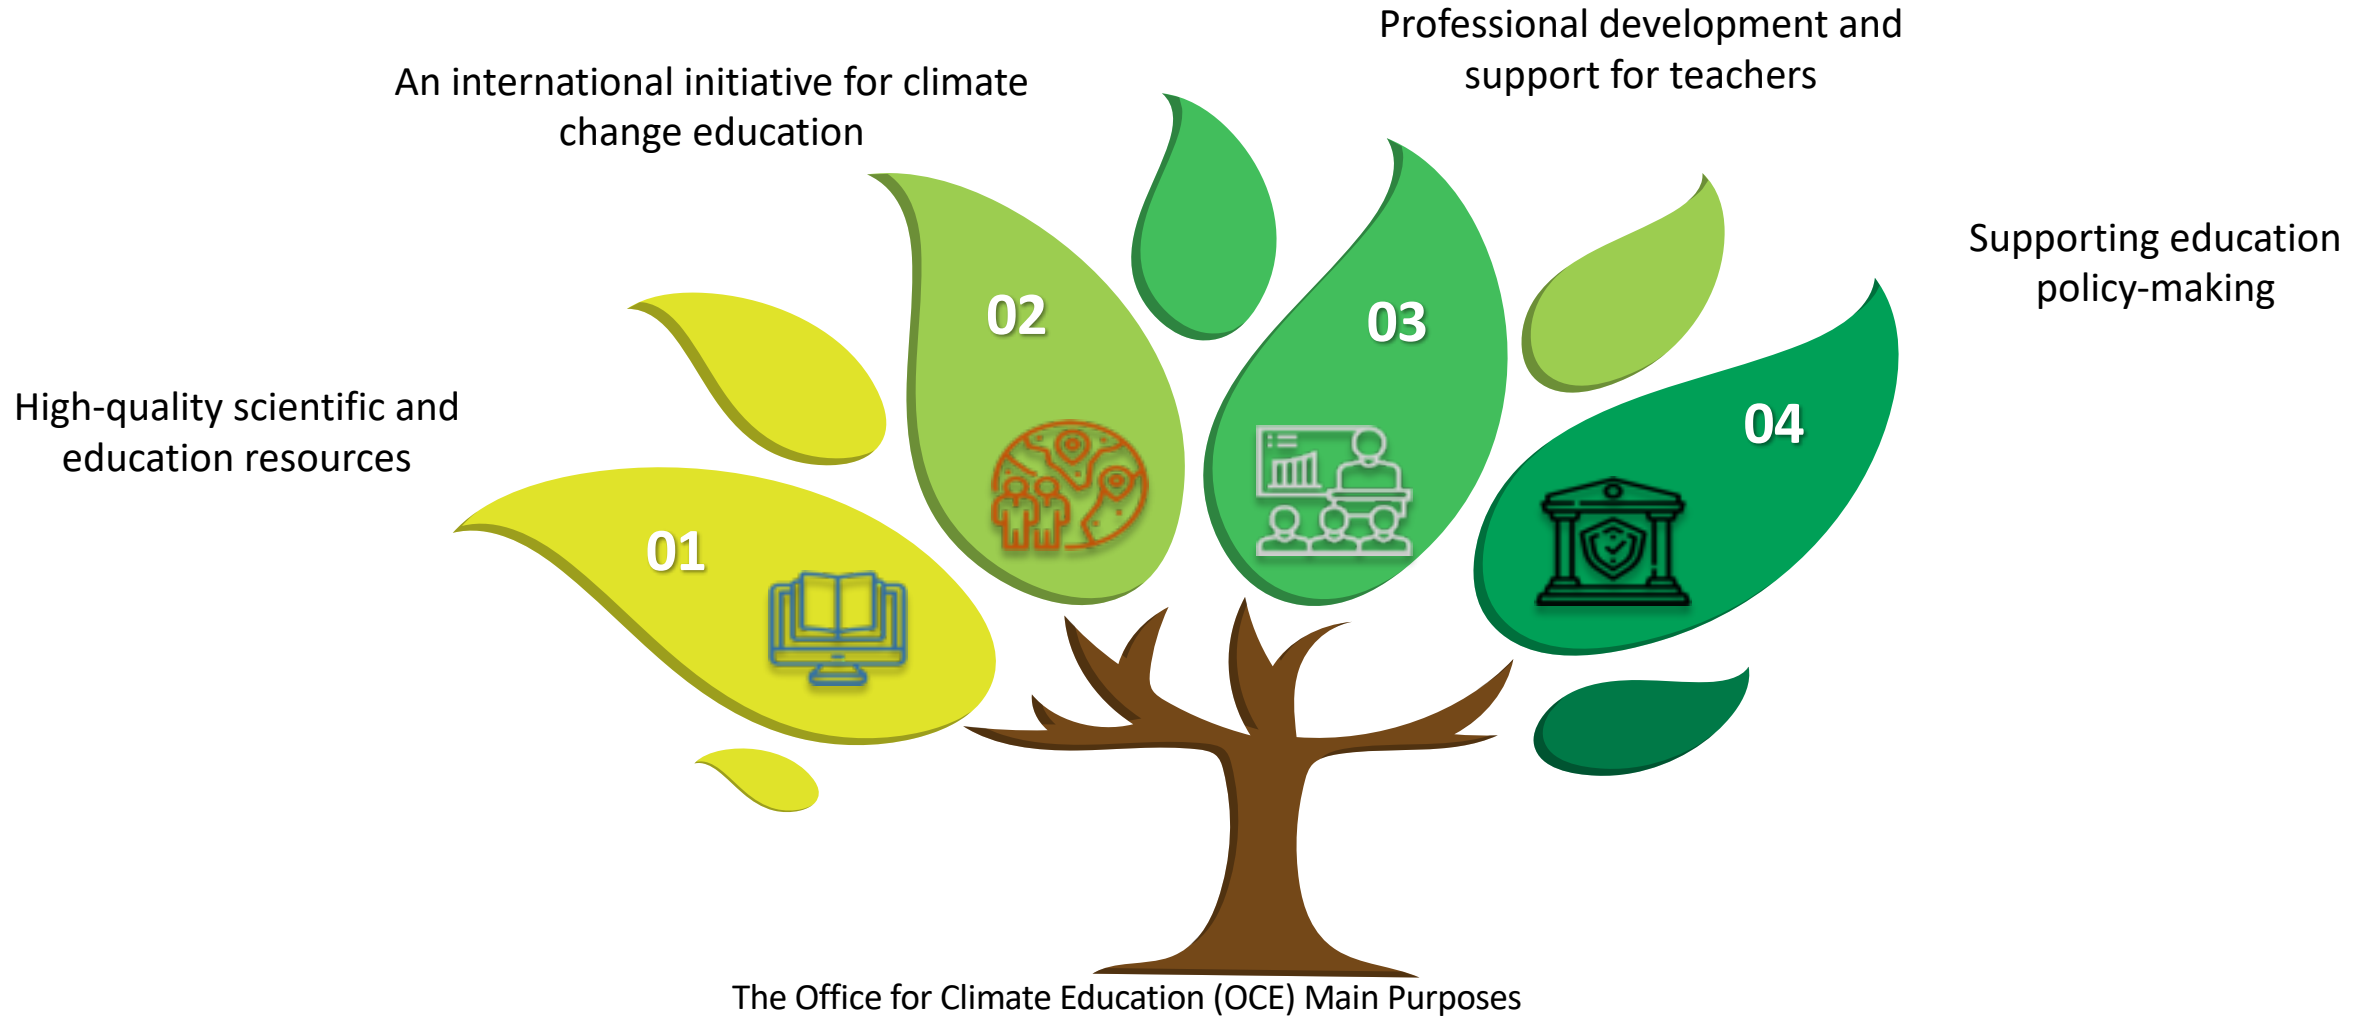 High-quality scientific and
education resources
01
An international initiative for climate
change education
02
Professional development and
support for teachers
03
Supporting education
policy-making
04
The Office for Climate Education (OCE) Main Purposes